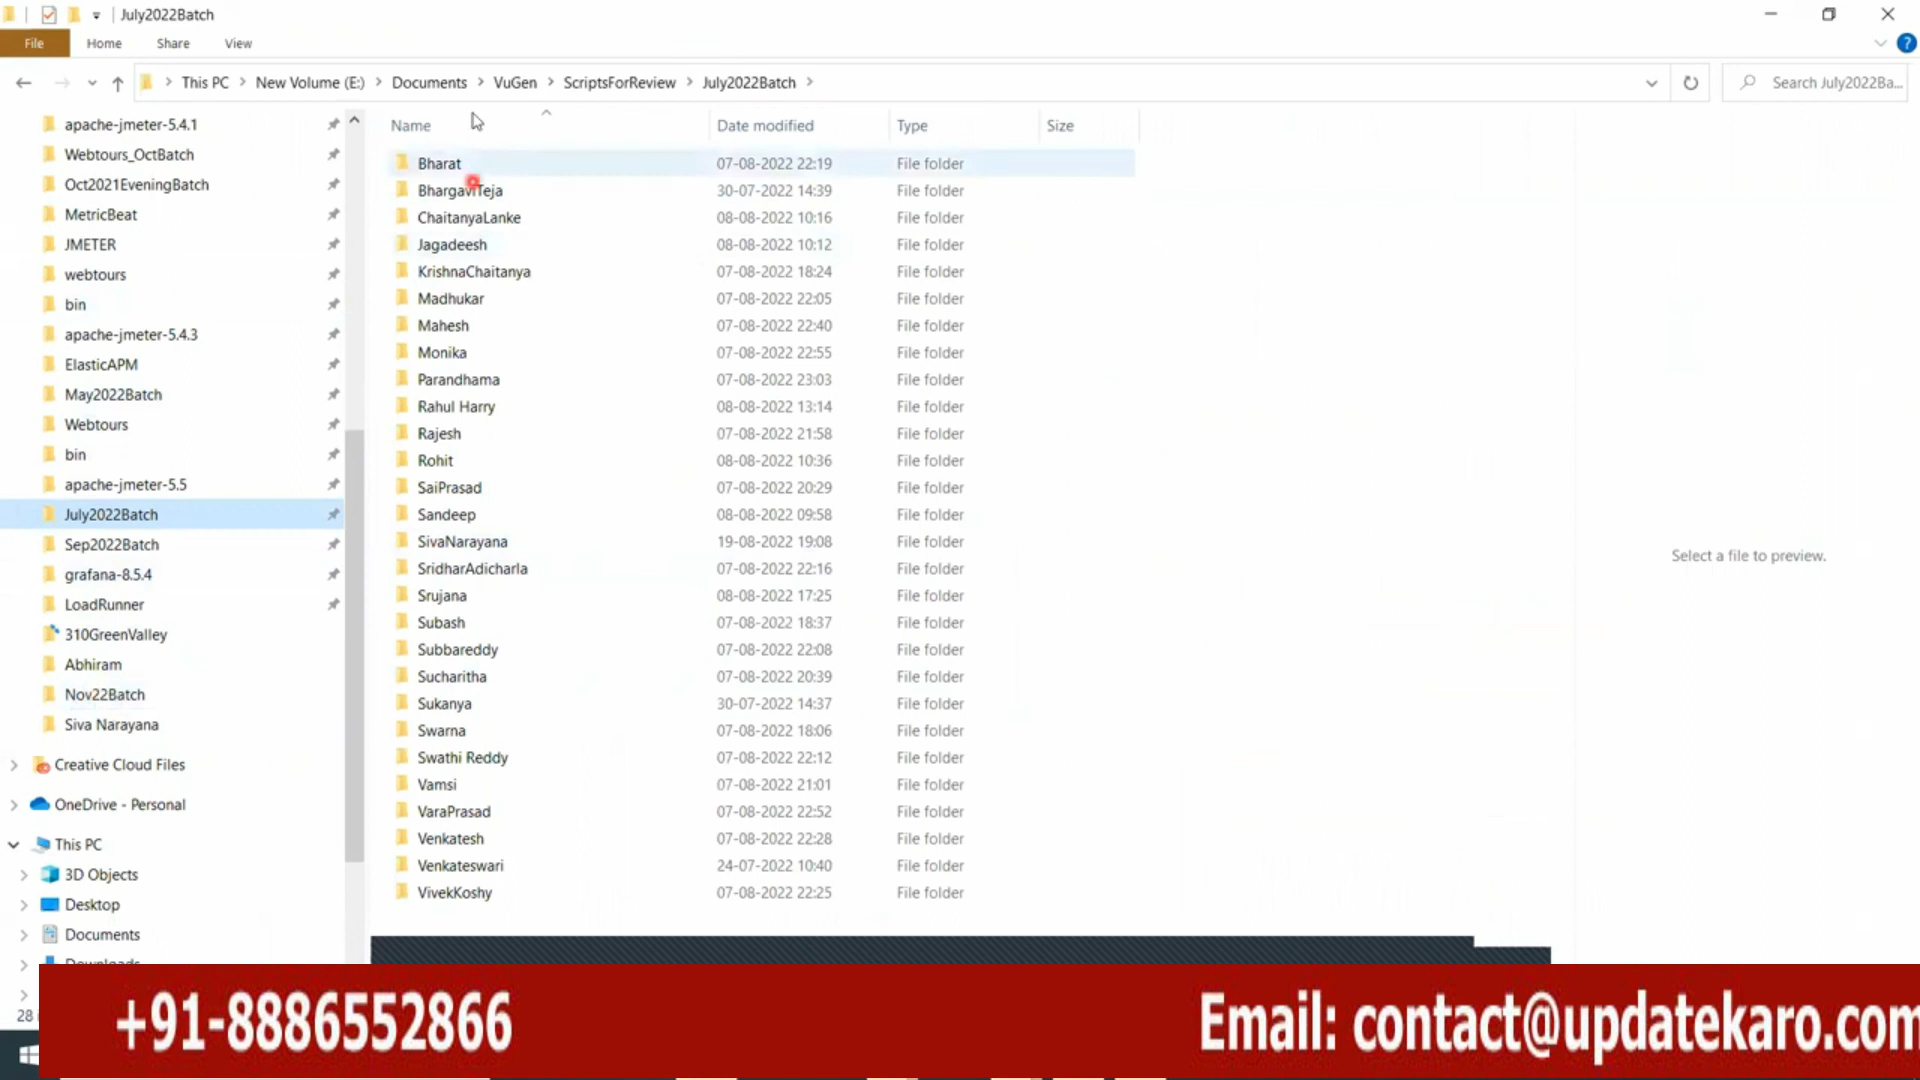 July2022Batch
File Home Share View
This PC New Volume (E:) Documents VuGen ScriptsForReview July2022Batch Search July2022Ba...
apache-jmeter-5.4.1
Webtours_OctBatch
Oct2021EveningBatch
MetricBeat
JMETER
webtours
bin
apache-jmeter-5.4.3
ElasticAPM
May2022Batch
Webtours
bin
apache-jmeter-5.5
July2022Batch
Sep2022Batch
grafana-8.5.4
LoadRunner
310GreenValley
Abhiram
Nov22Batch
Siva Narayana
Creative Cloud Files
OneDrive - Personal
This PC
3D Objects
Desktop
Documents
Downloads
28
Name Date modified Type Size
Bharat 07-08-2022 22:19 File folder
BhargaviTeja 30-07-2022 14:39 File folder
ChaitanyaLanke 08-08-2022 10:16 File folder
Jagadeesh 08-08-2022 10:12 File folder
KrishnaChaitanya 07-08-2022 18:24 File folder
Madhukar 07-08-2022 22:05 File folder
Mahesh 07-08-2022 22:40 File folder
Monika 07-08-2022 22:55 File folder
Parandhama 07-08-2022 23:03 File folder
Rahul Harry 08-08-2022 13:14 File folder
Rajesh 07-08-2022 21:58 File folder
Rohit 08-08-2022 10:36 File folder
SaiPrasad 07-08-2022 20:29 File folder
Sandeep 08-08-2022 09:58 File folder
SivaNarayana 19-08-2022 19:08 File folder
SridharAdicharla 07-08-2022 22:16 File folder
Srujana 08-08-2022 17:25 File folder
Subash 07-08-2022 18:37 File folder
Subbareddy 07-08-2022 22:08 File folder
Sucharitha 07-08-2022 20:39 File folder
Sukanya 30-07-2022 14:37 File folder
Swarna 07-08-2022 18:06 File folder
Swathi Reddy 07-08-2022 22:12 File folder
Vamsi 07-08-2022 21:01 File folder
VaraPrasad 07-08-2022 22:52 File folder
Venkatesh 07-08-2022 22:28 File folder
Venkateswari 24-07-2022 10:40 File folder
VivekKoshy 07-08-2022 22:25 File folder
Select a file to preview.
+91-8886552866 Email: contact@updatekaro.com